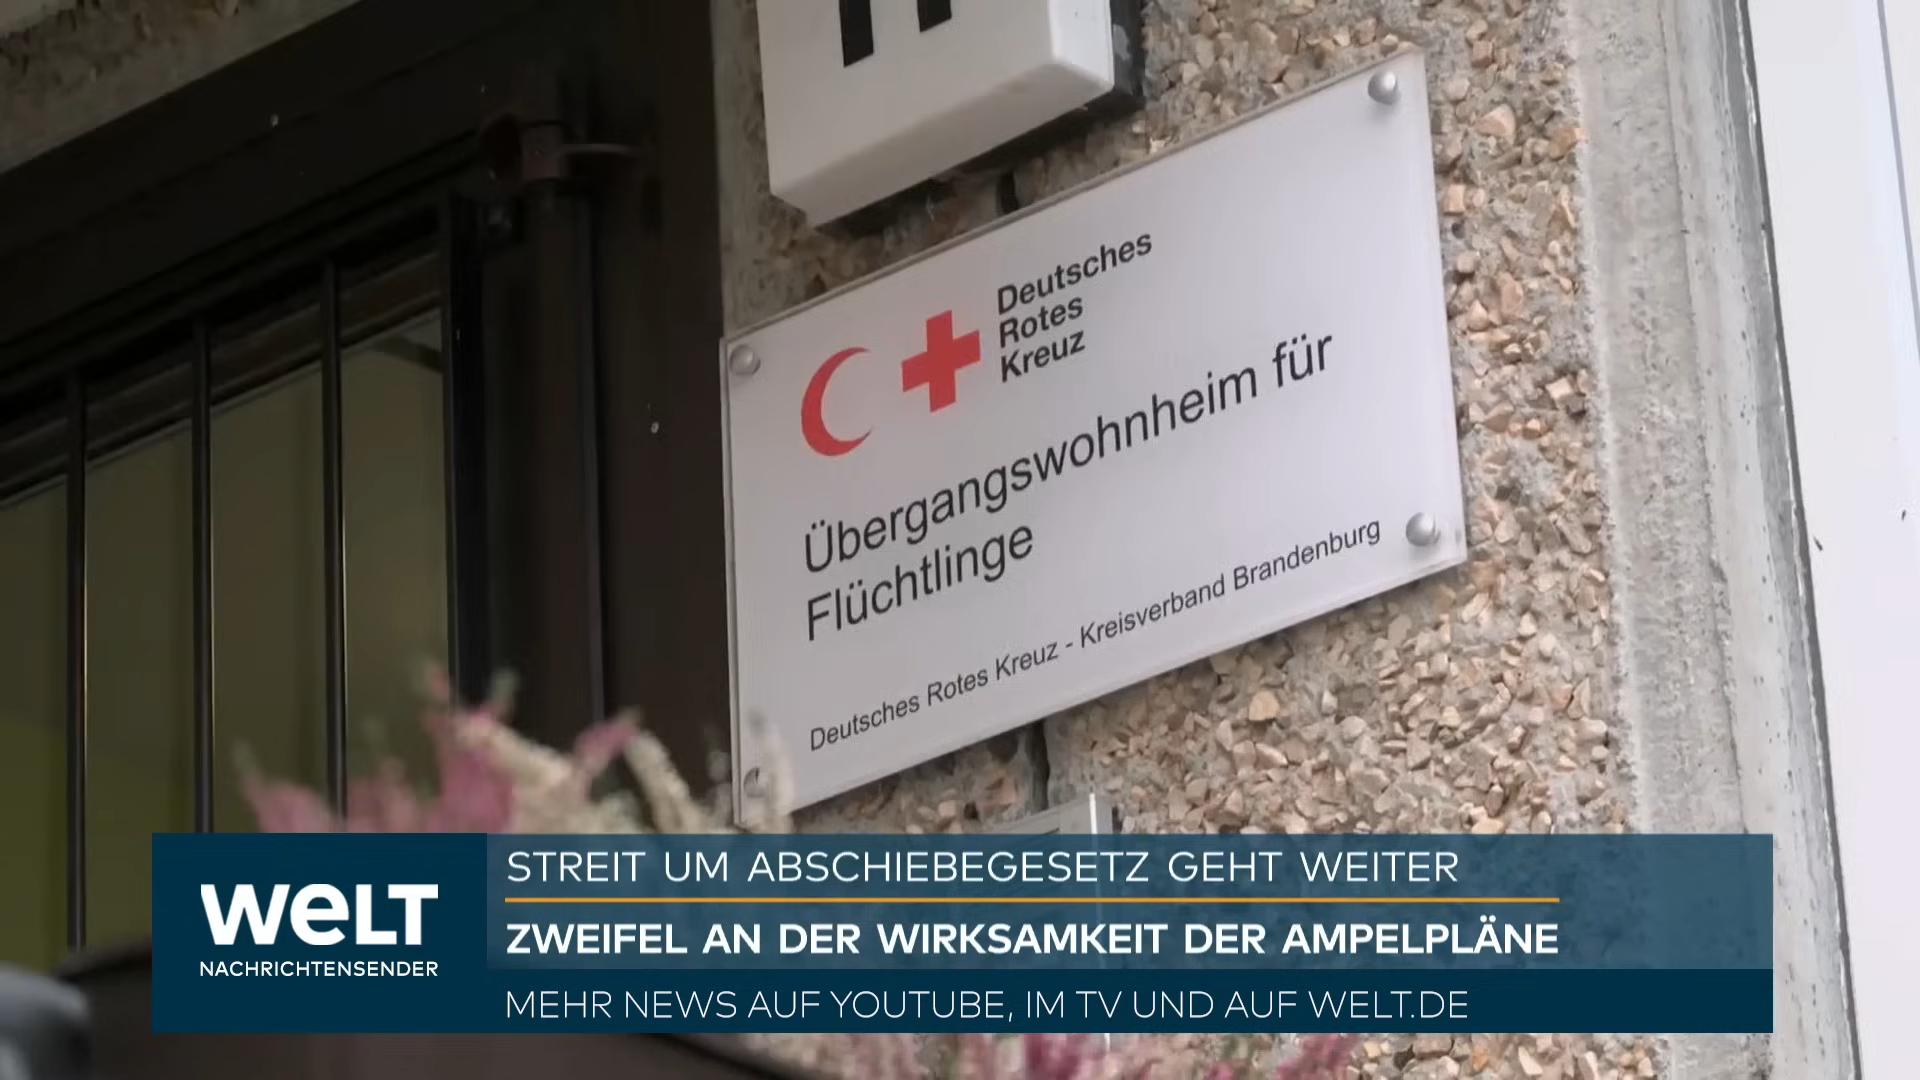 Deutsches
Rotes
Kreuz
Übergangswohnheim für
Flüchtlinge
Deutsches Rotes Kreuz - Kreisverband Brandenburg
welt
NACHRICHTENSENDER
STREIT UM ABSCHIEBEGESETZ GEHT WEITER
ZWEIFEL AN DER WIRKSAMKEIT DER AMPELPLÄNE
MEHR NEWS AUF YOUTUBE, IM TV UND AUF WELT.DE